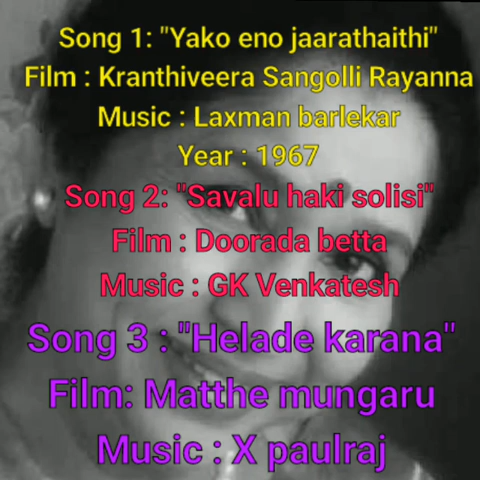 Song 1: "Yako eno jaarathaithi"
Film : Kranthiveera Sangolli Rayanna
Music : Laxman barlekar
Year : 1967
Song 2: "Savalu haki solisi"
Film : Doorada betta
Music : GK Venkatesh
Song 3 : "Helade karana"
Film: Matthe mungaru
Music : X paulraj